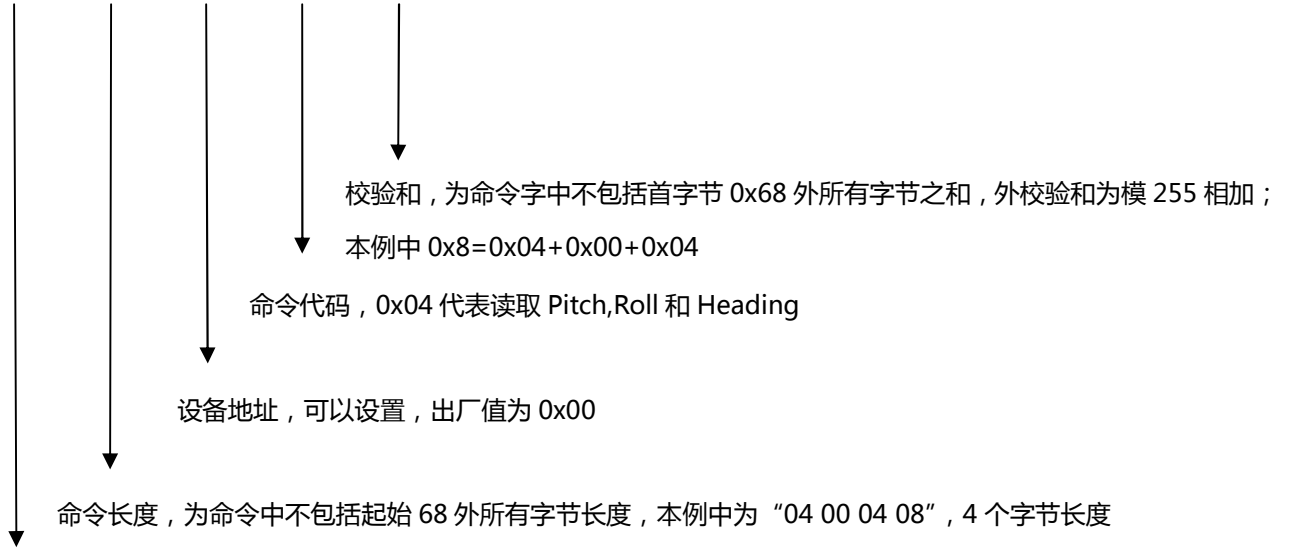 校验和，为命令字中不包括首字节 0x68 外所有字节之和，外校验和为模 255 相加；
本例中 0x8=0x04+0x00+0x04
命令代码，0x04 代表读取 Pitch,Roll 和 Heading
设备地址，可以设置，出厂值为 0x00
命令长度，为命令中不包括起始 68 外所有字节长度，本例中为“04 00 04 08”，4 个字节长度